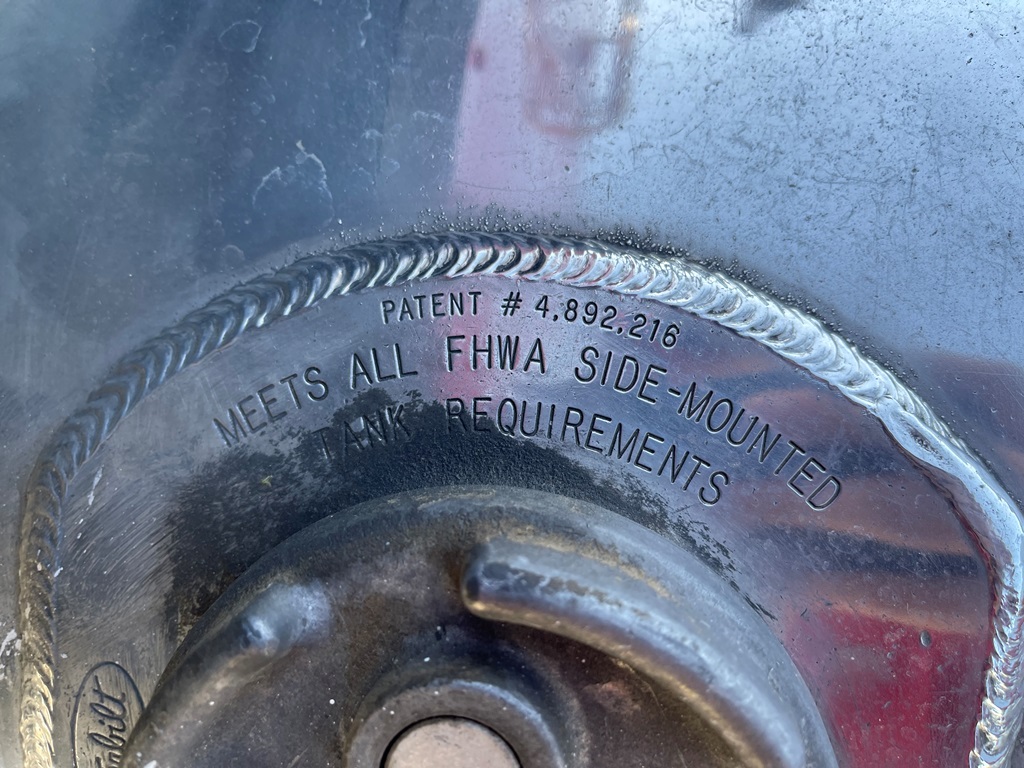 PATENT # 4,892,216
MEETS ALL FHWA SIDE-MOUNTED
TANK REQUIREMENTS